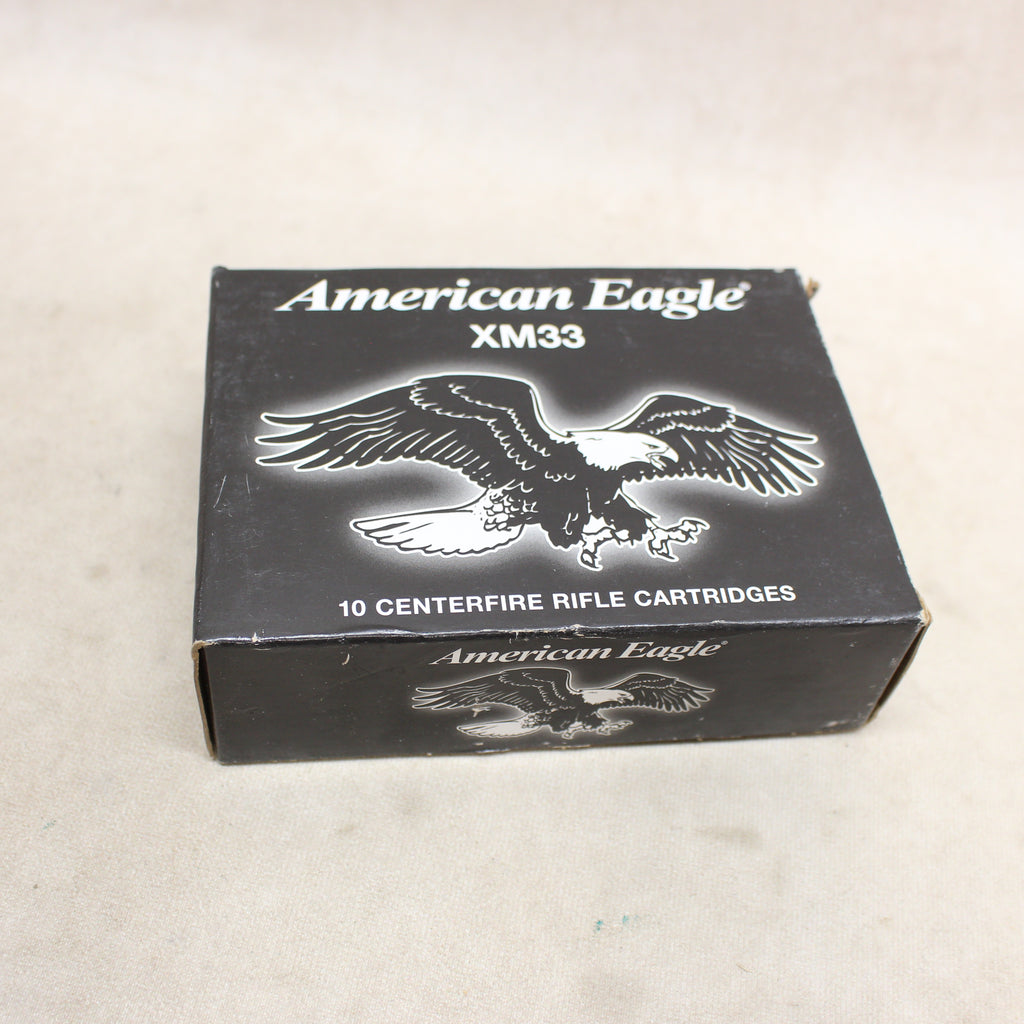 American Eagle®
XM33
10 CENTERFIRE RIFLE CARTRIDGES
American Eagle®